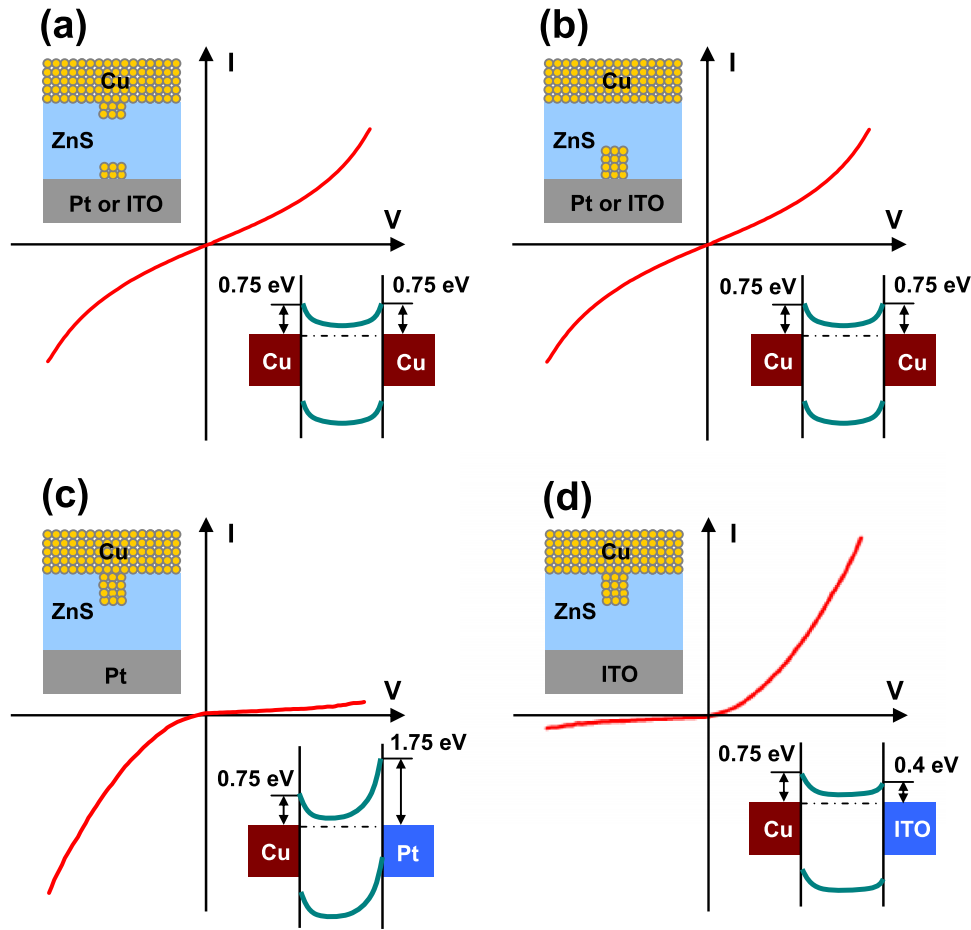 (a)
I
Cu
ZnS
Pt or ITO
V
0.75 eV
0.75 eV
Cu
Cu
(b)
I
Cu
ZnS
Pt or ITO
V
0.75 eV
0.75 eV
Cu
Cu
(c)
I
Cu
ZnS
Pt
V
1.75 eV
0.75 eV
Cu
Pt
(d)
I
Cu
ZnS
ITO
V
0.75 eV
0.4 eV
Cu
ITO